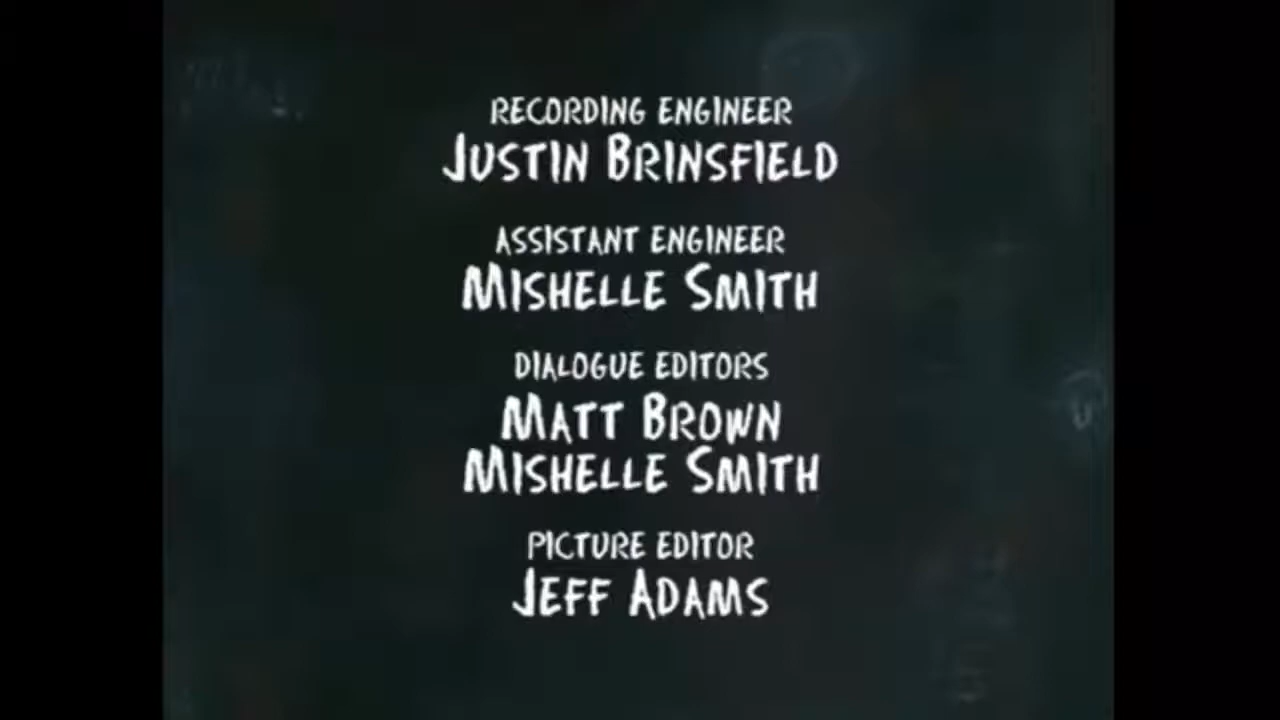 RECORDING ENGINEER
JUSTIN BRINSFIELD
ASSISTANT ENGINEER
MISHELLE SMITH
DIALOGUE EDITORS
MATT BROWN
MISHELLE SMITH
PICTURE EDITOR
JEFF ADAMS